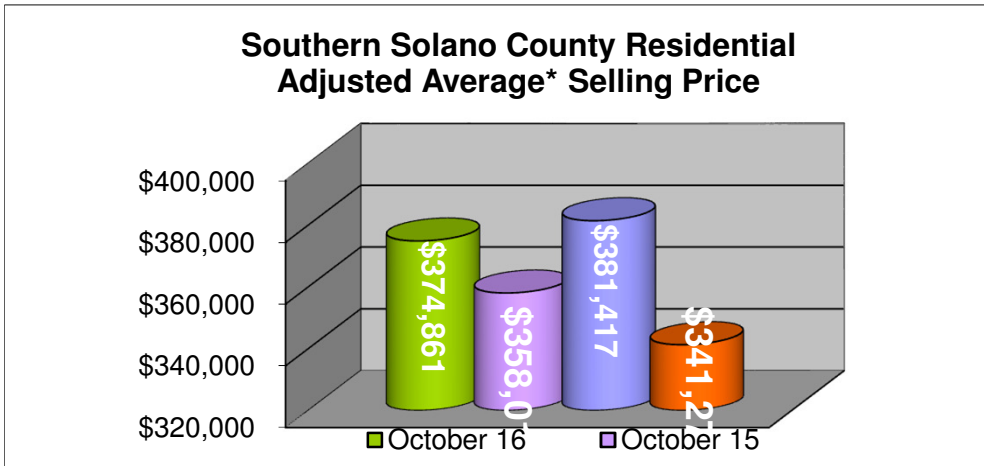 Southern Solano County Residential
Adjusted Average* Selling Price
$400,000
$380,000
$360,000
$340,000
$320,000
$374,861
$381,417
October 16
October 15